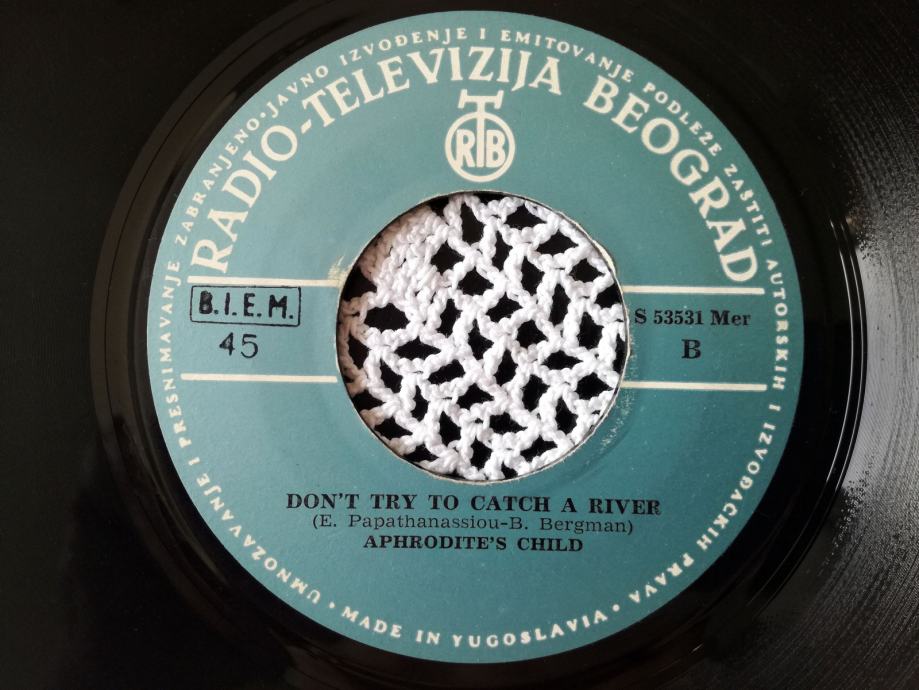 UMNOŽAVANJE I PRESNIMAVANJE ZABRANJENO•JAVNO IZVOĐENJE I EMITOVANJE PODLEŽE ZAŠTITI AUTORSKIH I IZVOĐAČKIH PRAVA •
RADIO-TELEVIZIJA BEOGRAD
RTB
B.I.E.M.
45
S 53531 Mer
B
DON'T TRY TO CATCH A RIVER
(E. Papathanassiou-B. Bergman)
APHRODITE'S CHILD
• MADE IN YUGOSLAVIA •